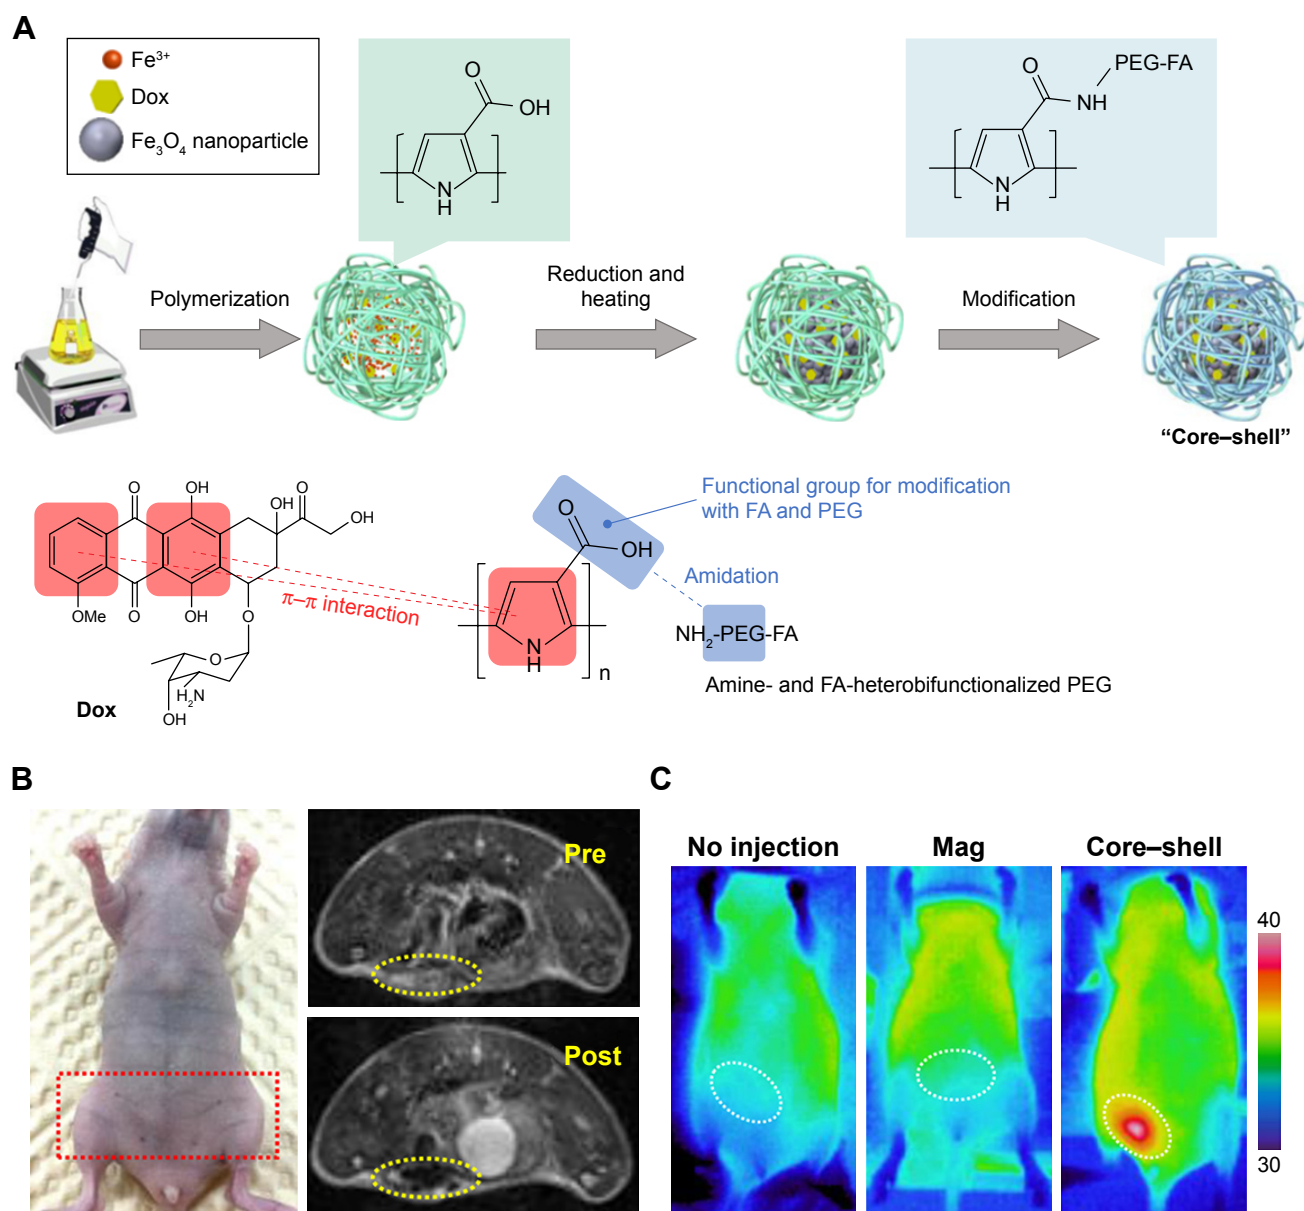 A
Fe³⁺
Dox
Fe₃O₄ nanoparticle
O
OH
N
H
O
PEG-FA
NH
N
H
Polymerization
Reduction and
heating
Modification
“Core–shell”
O
OH
OH
O
OH
OMe
O
OH
O
O
H₂N
OH
Dox
π–π interaction
O
OH
N
H
n
Functional group for modification
with FA and PEG
Amidation
NH₂-PEG-FA
Amine- and FA-heterobifunctionalized PEG
B
Pre
Post
C
No injection
Mag
Core–shell
40
30